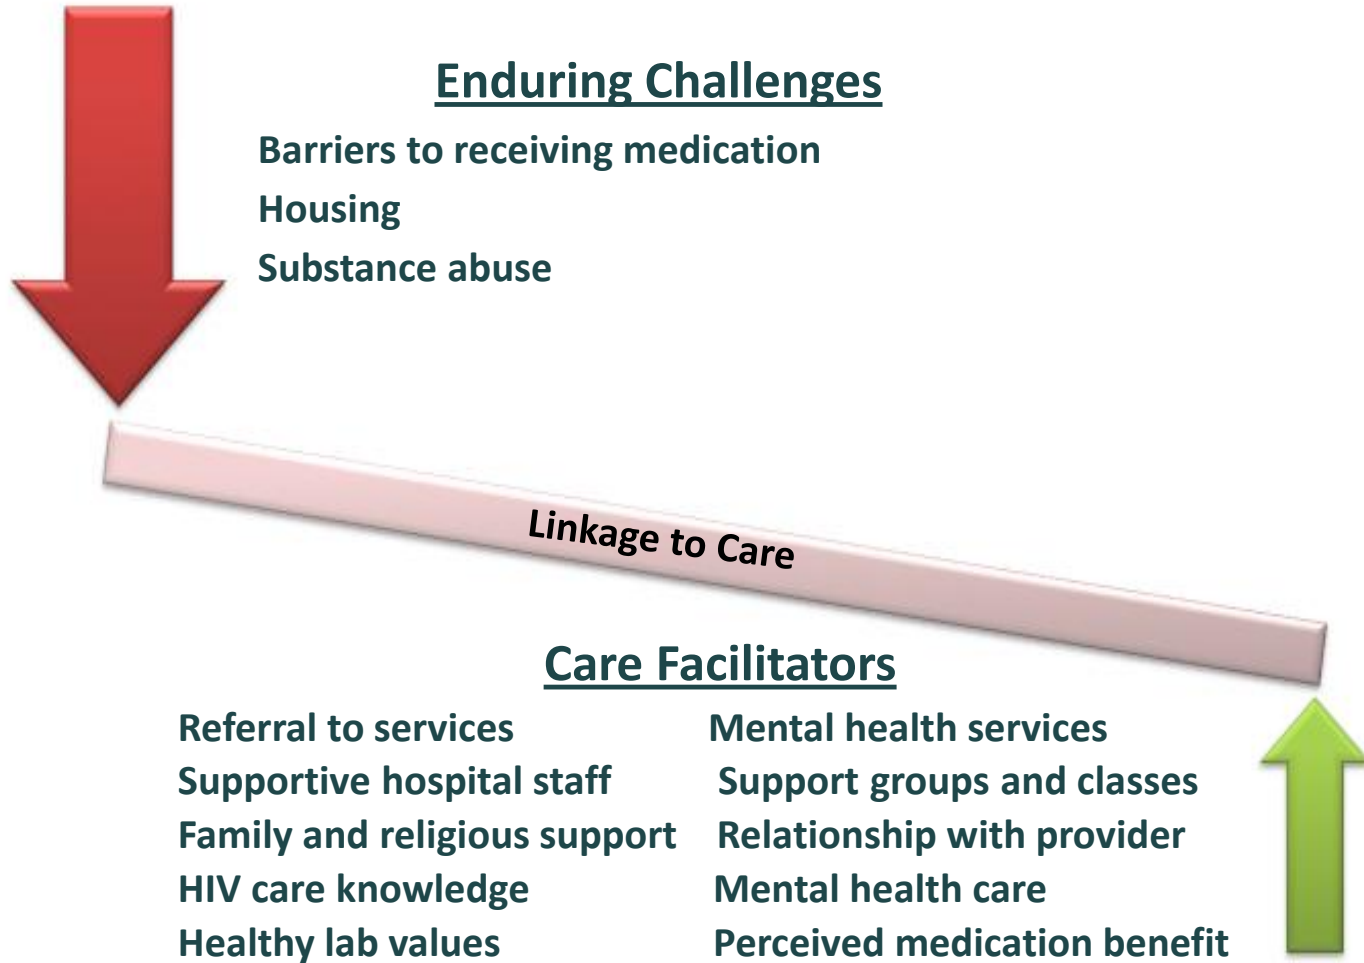 Enduring Challenges
Barriers to receiving medication
Housing
Substance abuse
Linkage to Care
Care Facilitators
Referral to services
Supportive hospital staff
Family and religious support
HIV care knowledge
Healthy lab values
Mental health services
Support groups and classes
Relationship with provider
Mental health care
Perceived medication benefit